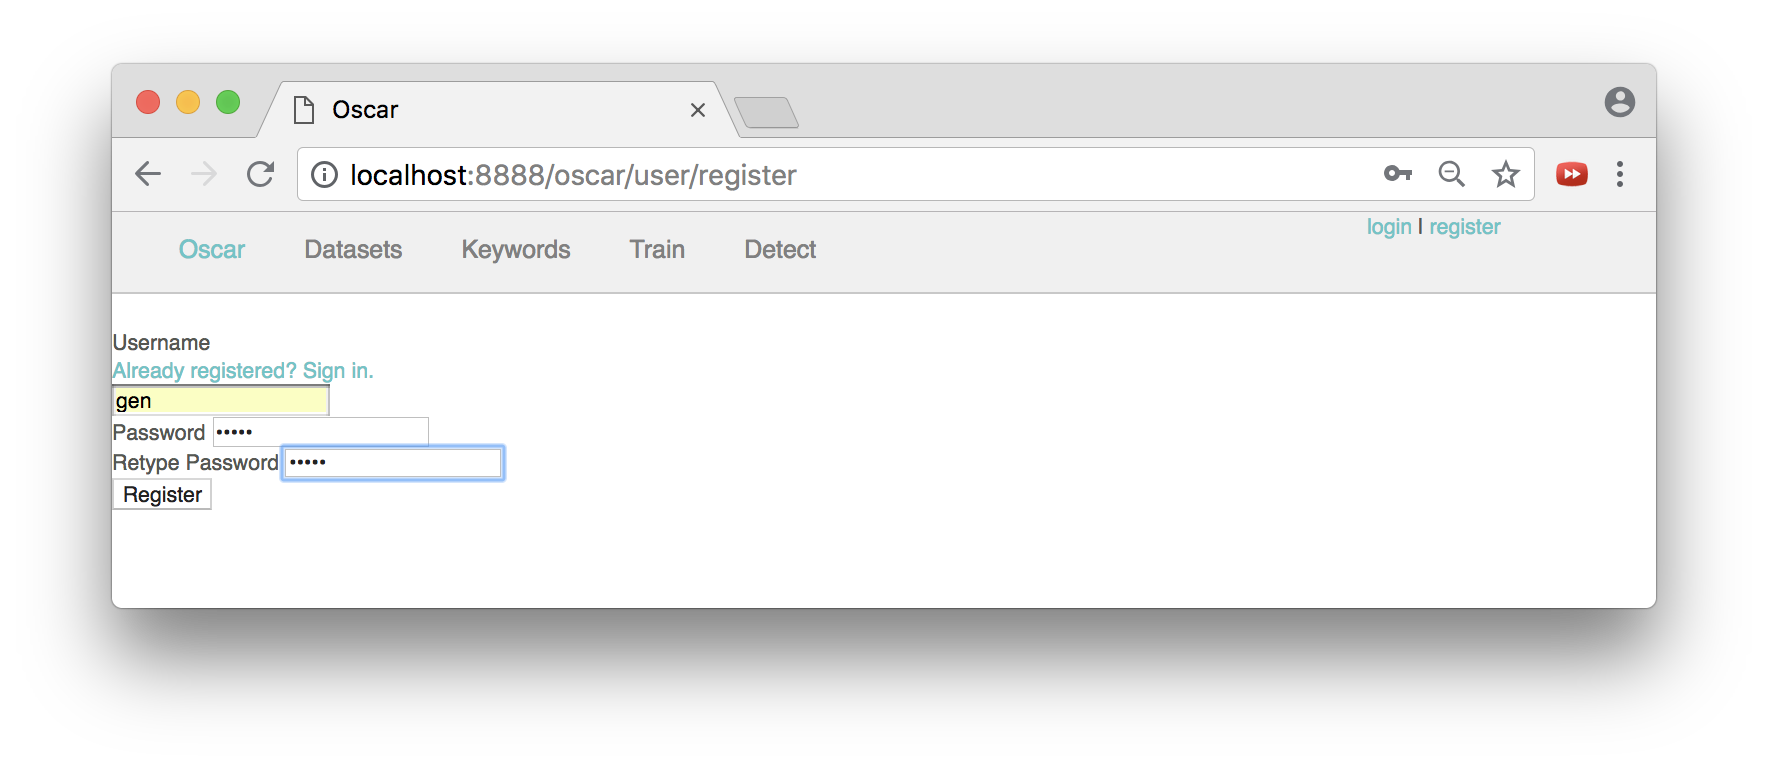 Oscar
localhost:8888/oscar/user/register
login | register
Oscar Datasets Keywords Train Detect
Username
Already registered? Sign in.
gen
Password •••••
Retype Password •••••
Register